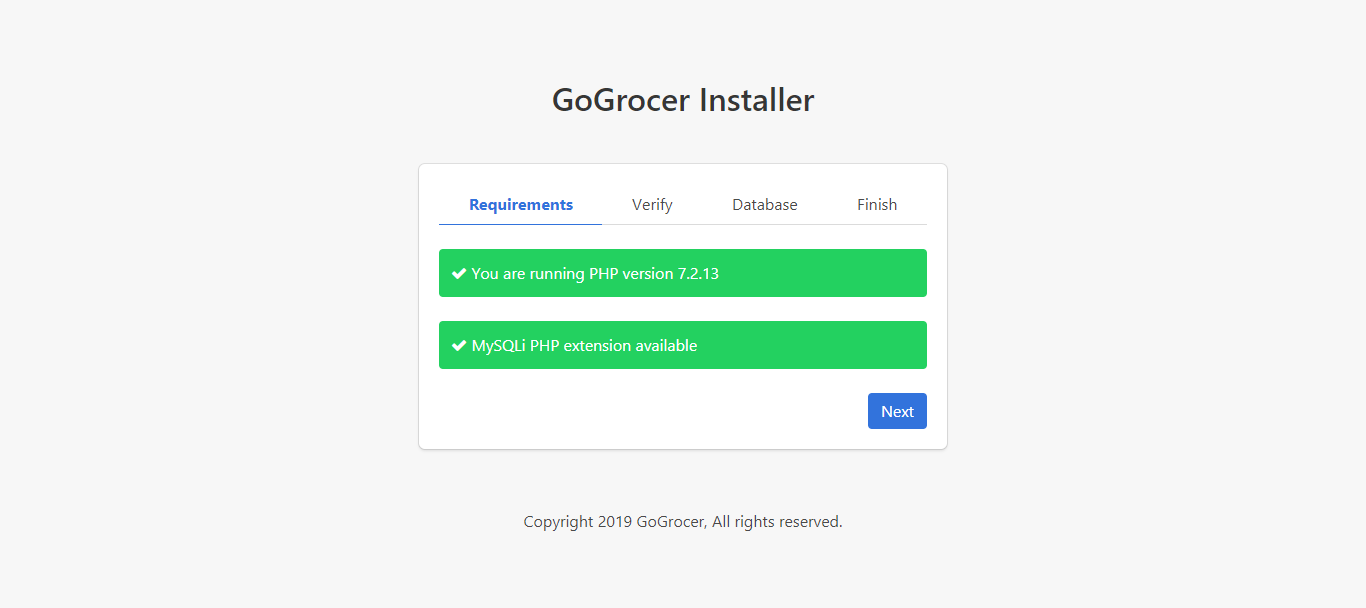 GoGrocer Installer
Requirements Verify Database Finish
You are running PHP version 7.2.13
MySQLi PHP extension available
Next
Copyright 2019 GoGrocer, All rights reserved.